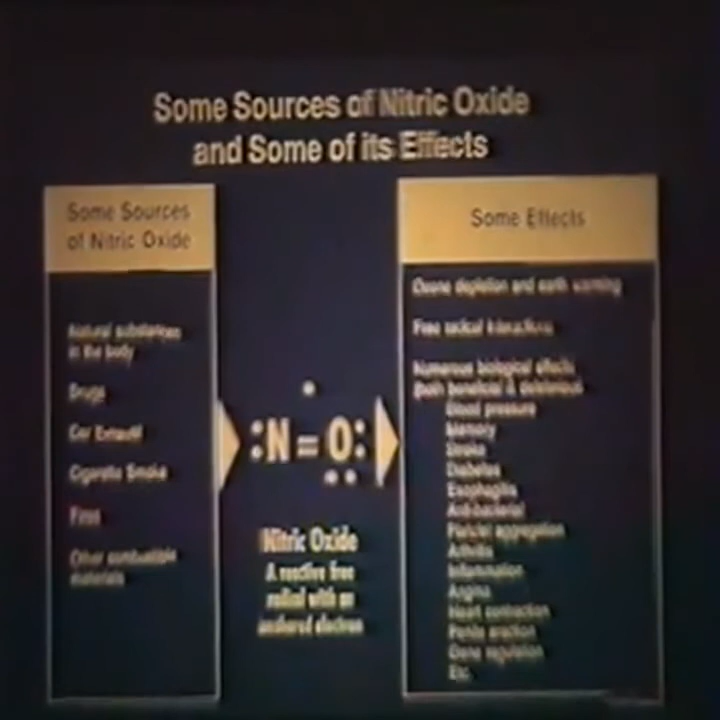 Some Sources of Nitric Oxide
and Some of its Effects
Some Sources
of Nitric Oxide
Natural substances
in the body
Drugs
Car Exhaust
Cigarette Smoke
Fires
Other combustible
materials
:N=O:
Nitric Oxide
A reactive free
radical with an
unshared electron
Some Effects
Ozone depletion and earth warming
Free radical interactions
Numerous biological effects
Both beneficial & deleterious
Blood pressure
Memory
Stroke
Diabetes
Esophagitis
Antibacterial
Platelet aggregation
Arthritis
Inflammation
Angina
Heart contraction
Penile erection
Gene regulation
Etc.